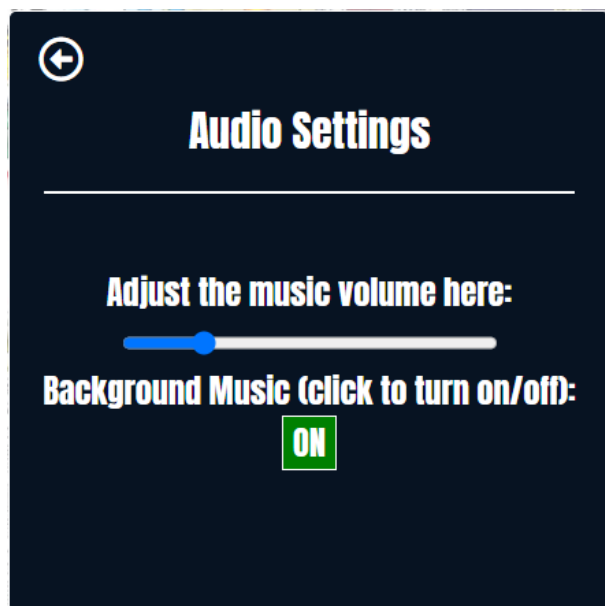 Audio Settings
Adjust the music volume here:
Background Music (click to turn on/off):
ON